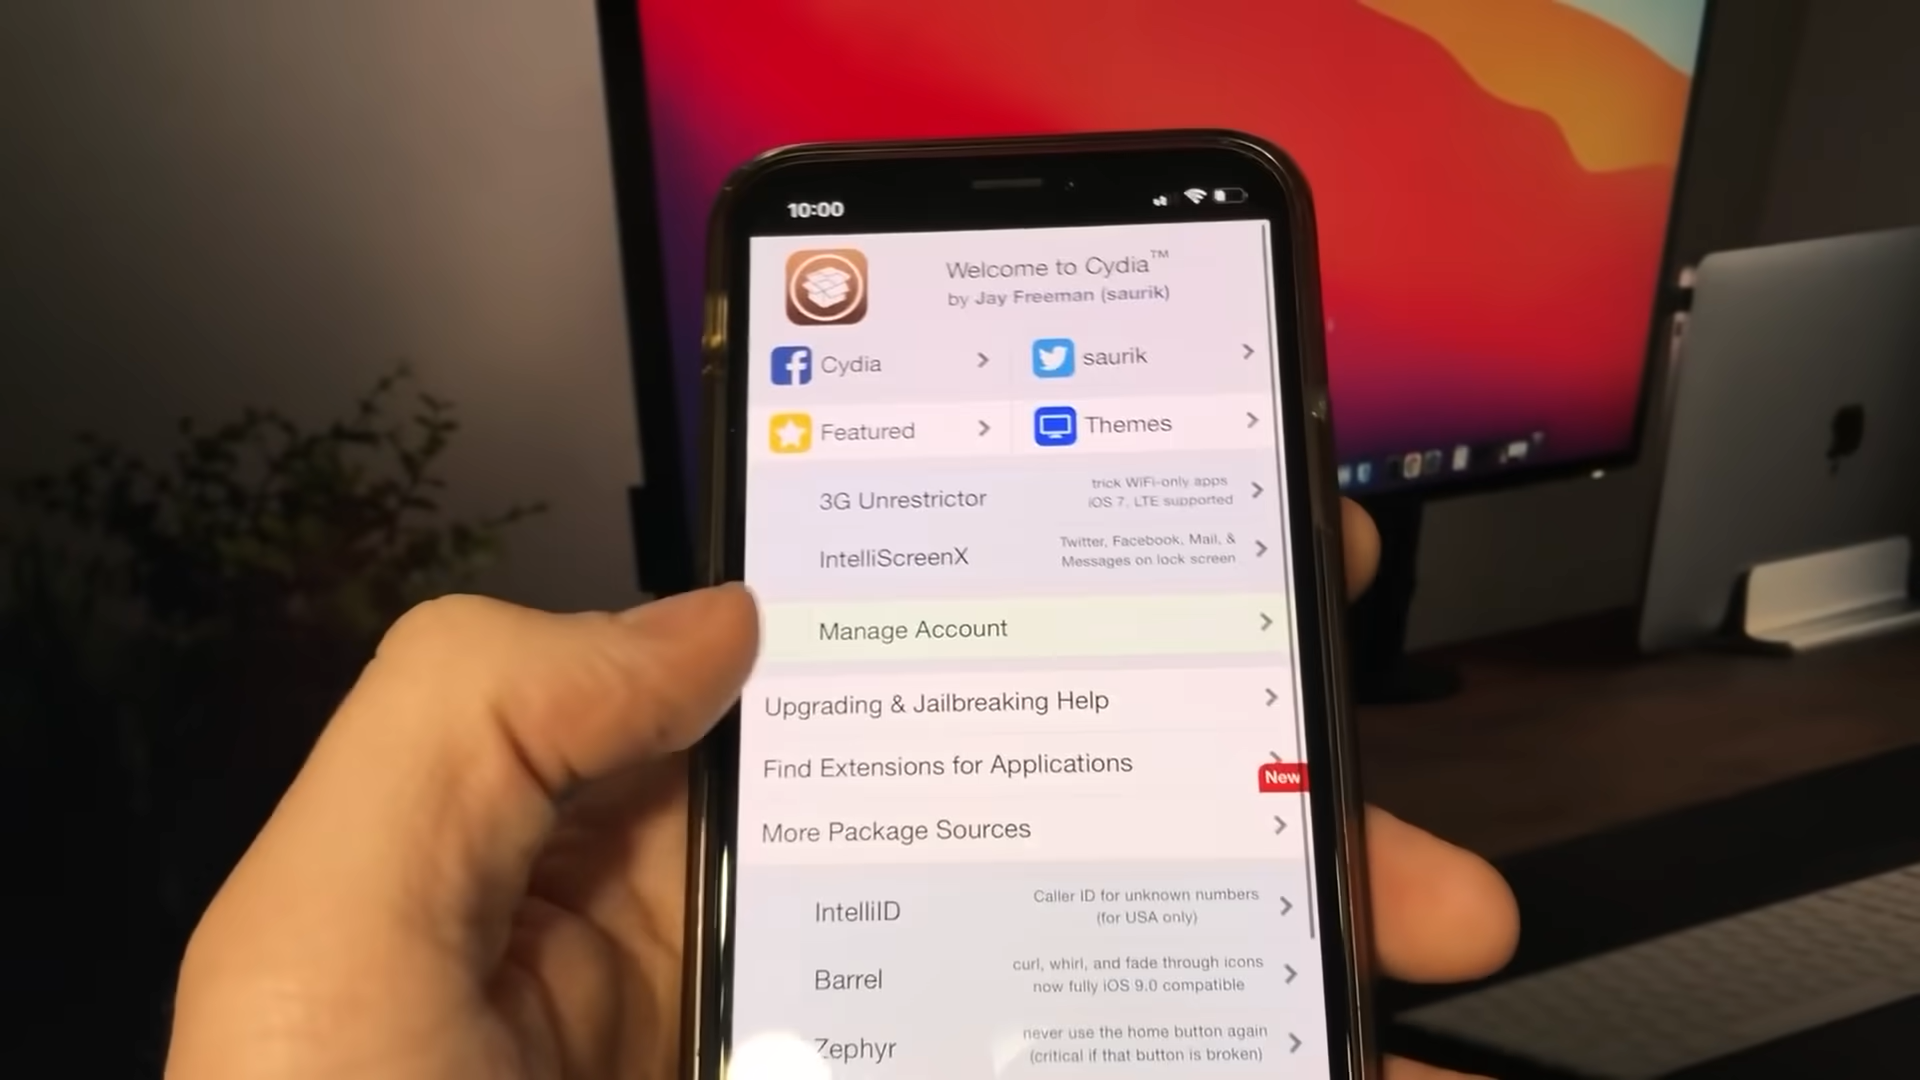 10:00
Welcome to Cydia™
by Jay Freeman (saurik)
Cydia
saurik
Featured
Themes
3G Unrestrictor
trick WiFi-only apps
iOS 7, LTE supported
IntelliScreenX
Twitter, Facebook, Mail, &
Messages on lock screen
Manage Account
Upgrading & Jailbreaking Help
Find Extensions for Applications
New
More Package Sources
IntelliID
Caller ID for unknown numbers
(for USA only)
Barrel
curl, whirl, and fade through icons
now fully iOS 9.0 compatible
Zephyr
never use the home button again
(critical if that button is broken)